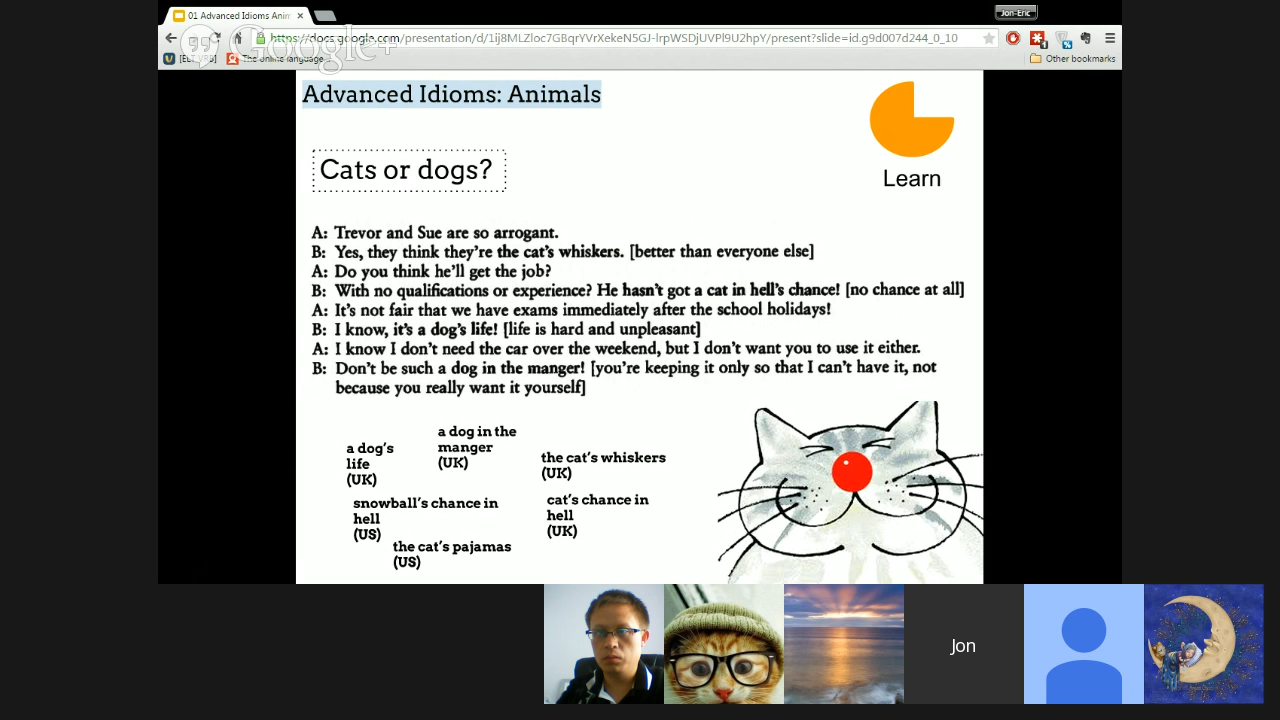 01 Advanced Idioms Anim
Jon-Eric
https://docs.google.com/presentation/d/1ij8MLZloc7GBqrYVrXekeN5GJ-lrpWSDjUVPl9U2hpY/present?slide=id.g9d007d244_0_10
Google+
[ELT VRB]
The online language
Other bookmarks
Advanced Idioms: Animals
Learn
Cats or dogs?
A: Trevor and Sue are so arrogant.
B: Yes, they think they're the cat's whiskers. [better than everyone else]
A: Do you think he'll get the job?
B: With no qualifications or experience? He hasn't got a cat in hell's chance! [no chance at all]
A: It's not fair that we have exams immediately after the school holidays!
B: I know, it's a dog's life! [life is hard and unpleasant]
A: I know I don't need the car over the weekend, but I don't want you to use it either.
B: Don't be such a dog in the manger! [you're keeping it only so that I can't have it, not
because you really want it yourself]
a dog's
life
(UK)
a dog in the
manger
(UK)
the cat's whiskers
(UK)
snowball's chance in
hell
(US)
cat's chance in
hell
(UK)
the cat's pajamas
(US)
Jon